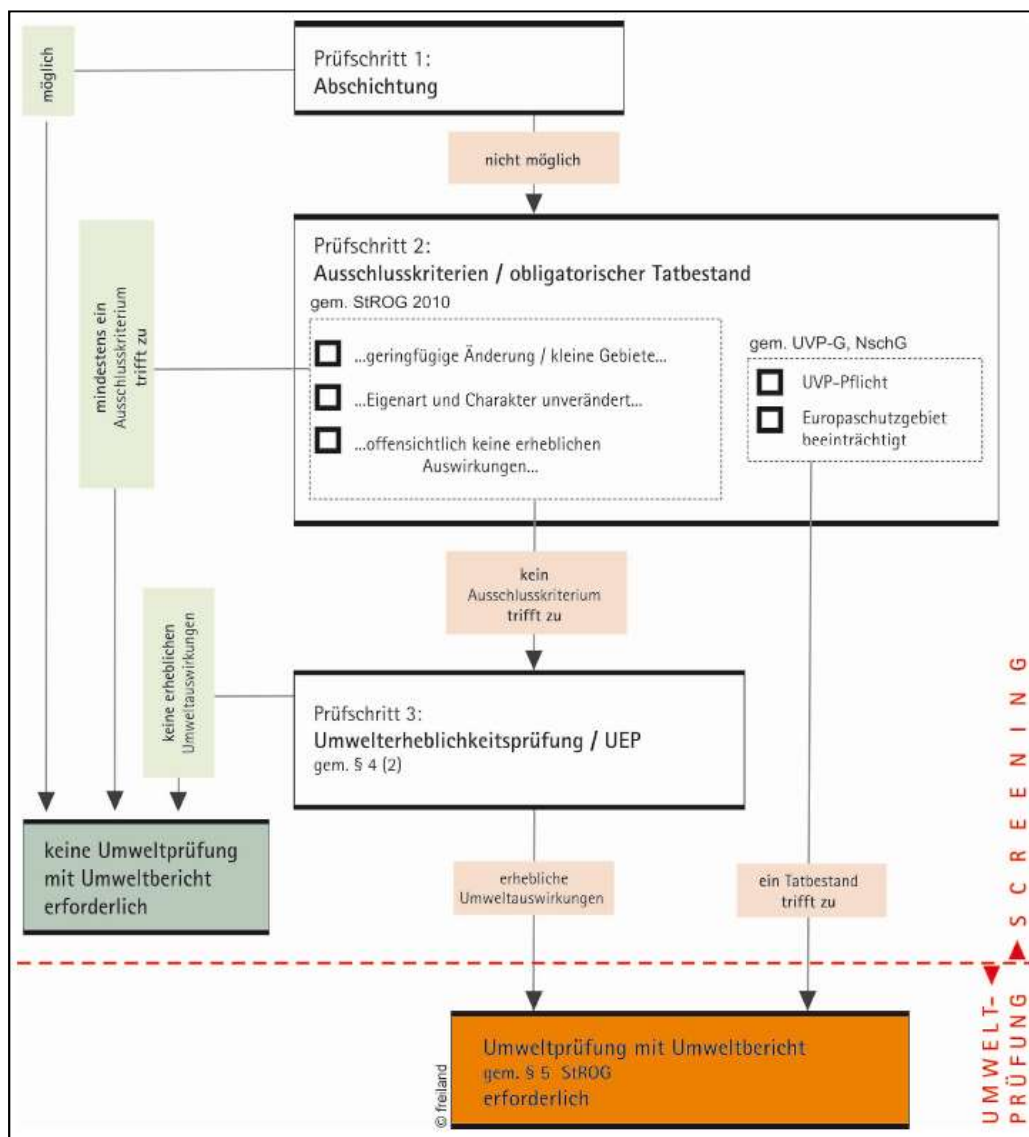 Prüfschritt 1:
Abschichtung
möglich
nicht möglich
Prüfschritt 2:
Ausschlusskriterien / obligatorischer Tatbestand
gem. StROG 2010
...geringfügige Änderung / kleine Gebiete...
...Eigenart und Charakter unverändert...
...offensichtlich keine erheblichen
Auswirkungen...
gem. UVP-G, NschG
UVP-Pflicht
Europaschutzgebiet
beeinträchtigt
mindestens ein
Ausschlusskriterium
trifft zu
kein
Ausschlusskriterium
trifft zu
keine erheblichen
Umweltauswirkungen
Prüfschritt 3:
Umwelterheblichkeitsprüfung / UEP
gem. § 4 (2)
keine Umweltprüfung
mit Umweltbericht
erforderlich
erhebliche
Umweltauswirkungen
ein Tatbestand
trifft zu
SCREENING
UMWELT-
PRÜFUNG
Umweltprüfung mit Umweltbericht
gem. § 5 StROG
erforderlich
© freiland